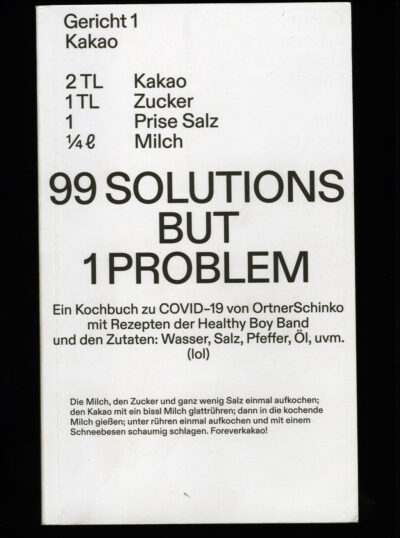 Gericht 1
Kakao
2 TL Kakao
1 TL Zucker
1 Prise Salz
¼ ℓ Milch
99 SOLUTIONS
BUT
1 PROBLEM
Ein Kochbuch zu COVID-19 von OrtnerSchinko
mit Rezepten der Healthy Boy Band
und den Zutaten: Wasser, Salz, Pfeffer, Öl, uvm.
(lol)
Die Milch, den Zucker und ganz wenig Salz einmal aufkochen;
den Kakao mit ein bissl Milch glattrühren; dann in die kochende
Milch gießen; unter rühren einmal aufkochen und mit einem
Schneebesen schaumig schlagen. Foreverkakao!